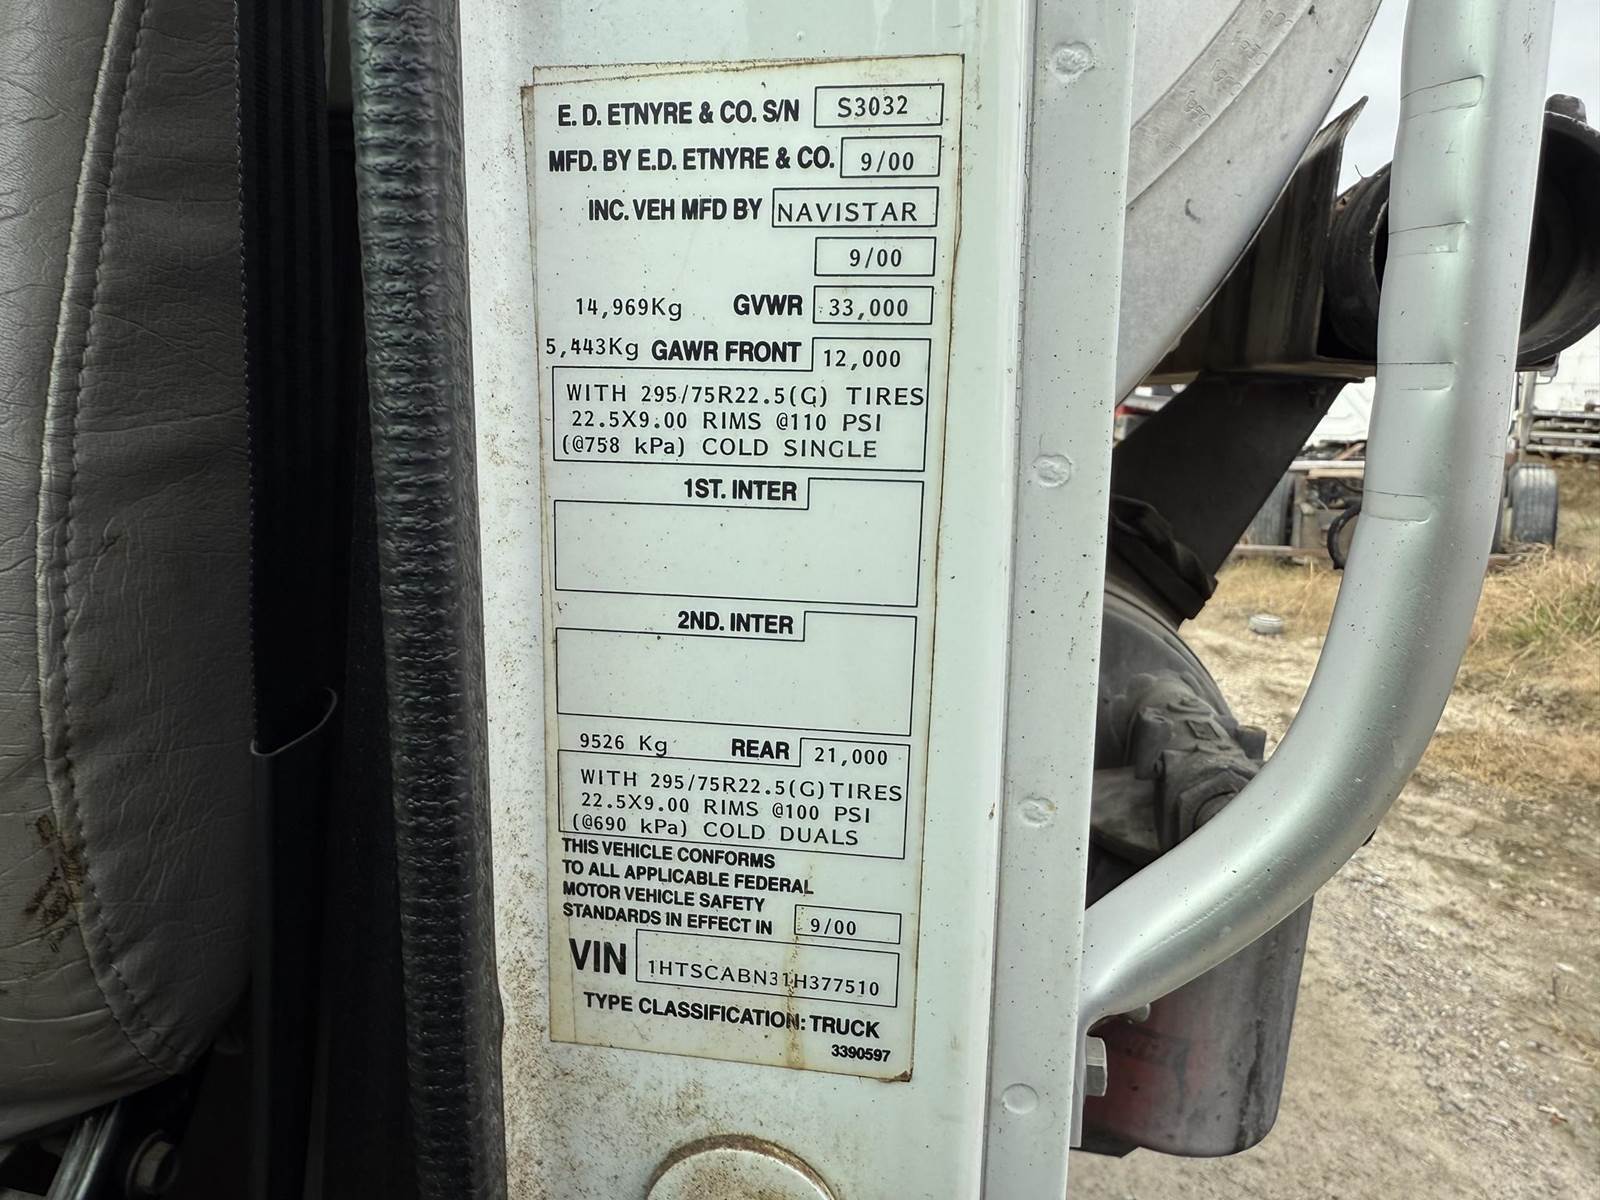 E. D. ETNYRE & CO. S/N S3032
MFD. BY E.D. ETNYRE & CO. 9/00
INC. VEH MFD BY NAVISTAR
9/00
14,969Kg GVWR 33,000
5,443Kg GAWR FRONT 12,000
WITH 295/75R22.5(G) TIRES
22.5X9.00 RIMS @110 PSI
(@758 kPa) COLD SINGLE
1ST. INTER
2ND. INTER
9526 Kg REAR 21,000
WITH 295/75R22.5(G)TIRES
22.5X9.00 RIMS @100 PSI
(@690 kPa) COLD DUALS
THIS VEHICLE CONFORMS
TO ALL APPLICABLE FEDERAL
MOTOR VEHICLE SAFETY
STANDARDS IN EFFECT IN 9/00
VIN 1HTSCABN31H377510
TYPE CLASSIFICATION: TRUCK
3390597